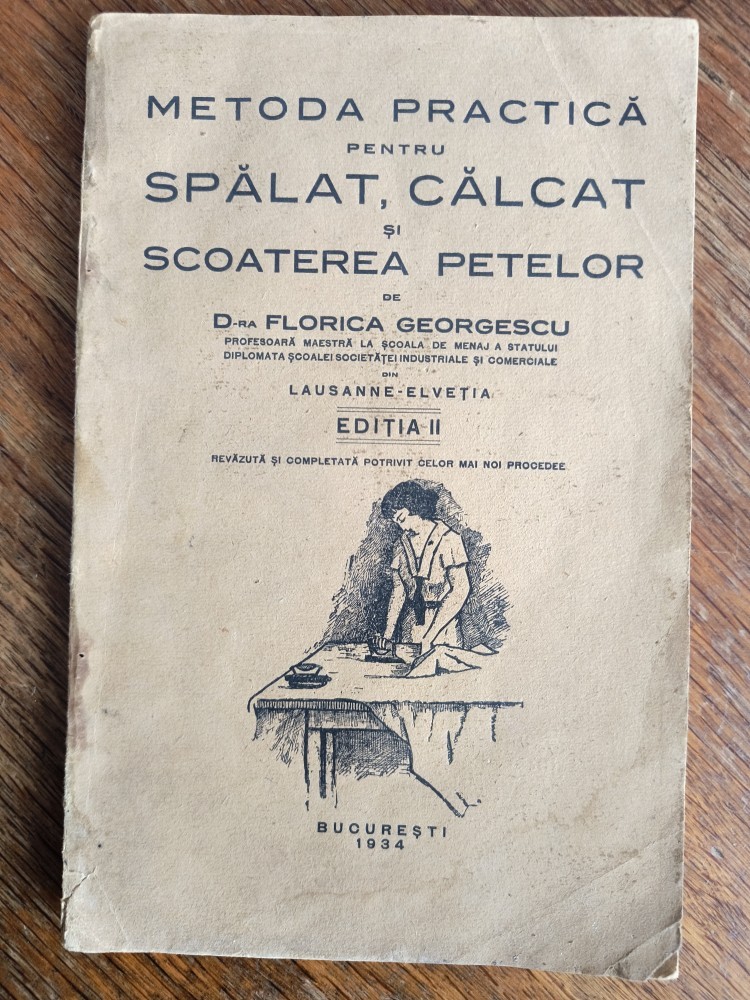 METODA PRACTICĂ
PENTRU
SPĂLAT, CĂLCAT
ȘI
SCOATEREA PETELOR
DE
D-RA FLORICA GEORGESCU
PROFESOARĂ MAESTRĂ LA ȘCOALA DE MENAJ A STATULUI
DIPLOMATA ȘCOALEI SOCIETĂȚEI INDUSTRIALE ȘI COMERCIALE
DIN
LAUSANNE-ELVEȚIA
EDIȚIA II
REVĂZUTĂ ȘI COMPLETATĂ POTRIVIT CELOR MAI NOI PROCEDEE
BUCUREȘTI
1934